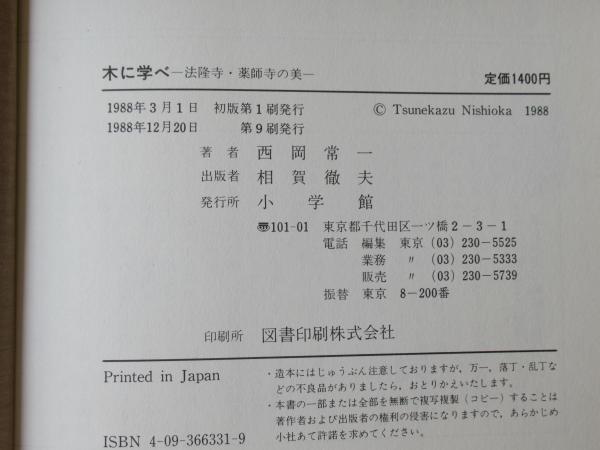 木に学べ―法隆寺・薬師寺の美― 定価1400円
1988年3月1日 初版第1刷発行 © Tsunekazu Nishioka 1988
1988年12月20日 第9刷発行
著者 西岡常一
出版者 相賀徹夫
発行所 小学館
〠101-01 東京都千代田区一ツ橋2-3-1
電話 編集 東京(03)230-5525
業務 〃 (03)230-5333
販売 〃 (03)230-5739
振替 東京 8-200番
印刷所 図書印刷株式会社
Printed in Japan
・造本にはじゅうぶん注意しておりますが，万一，落丁・乱丁な
どの不良品がありましたら，おとりかえいたします。
・本書の一部または全部を無断で複写複製（コピー）することは
著作者および出版者の権利の侵害になりますので，あらかじめ
小社あて許諾を求めてください。
ISBN 4-09-366331-9